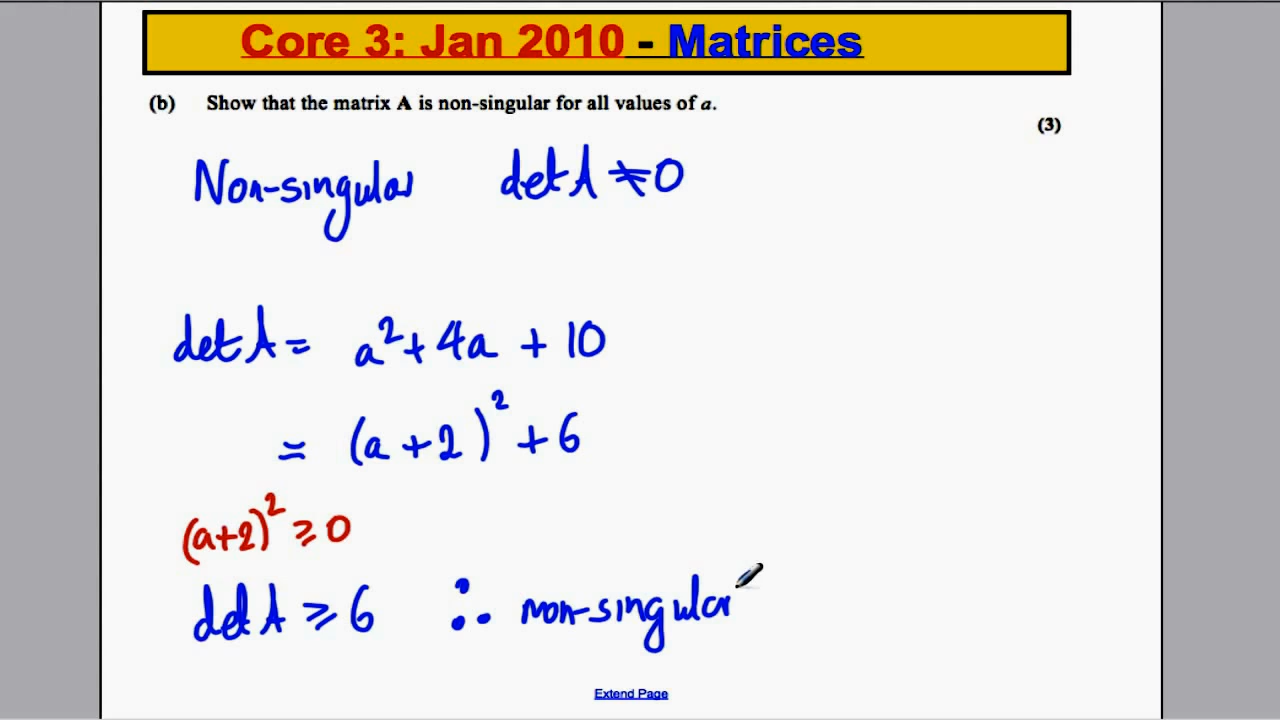 Core 3: Jan 2010 - Matrices
(b) Show that the matrix A is non-singular for all values of a.
(3)
Non-singular det A ≠ 0
det A = a² + 4a + 10
= (a + 2)² + 6
(a+2)² ⩾ 0
det A ⩾ 6 ∴ non-singular
Extend Page